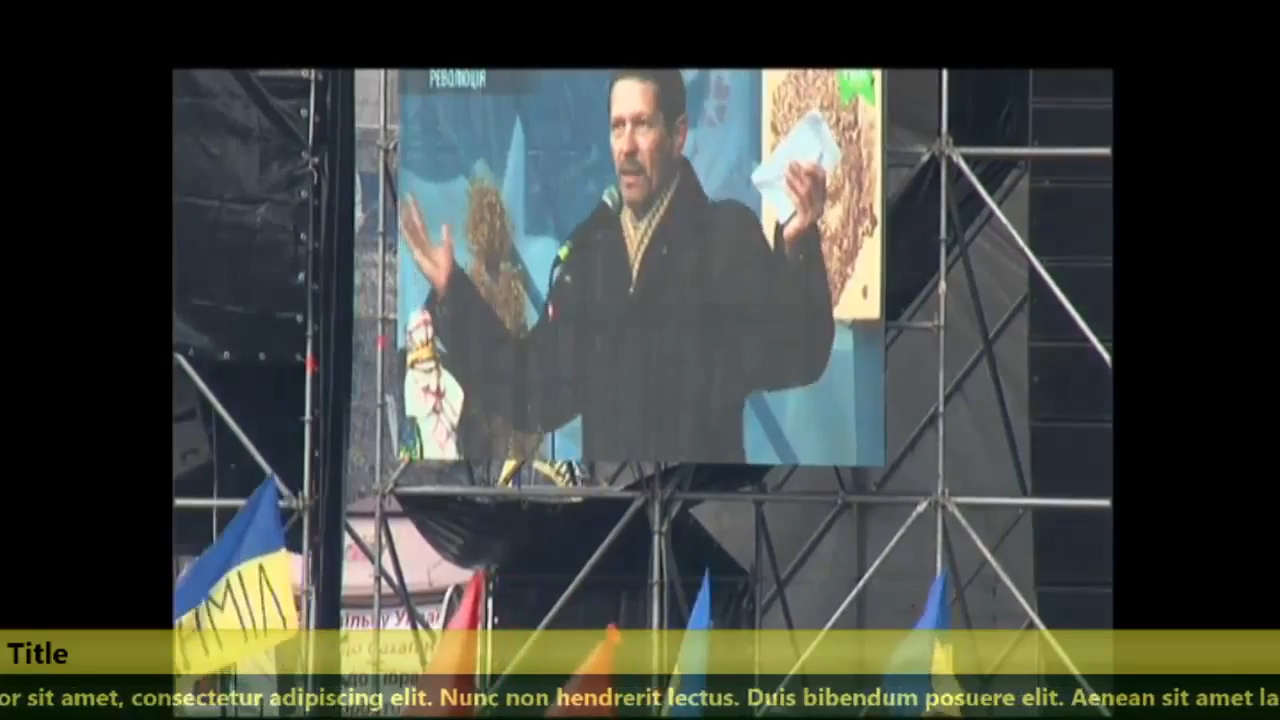 РЕВОЛЮЦІЯ
Title
or sit amet, consectetur adipiscing elit. Nunc non hendrerit lectus. Duis bibendum posuere elit. Aenean sit amet la